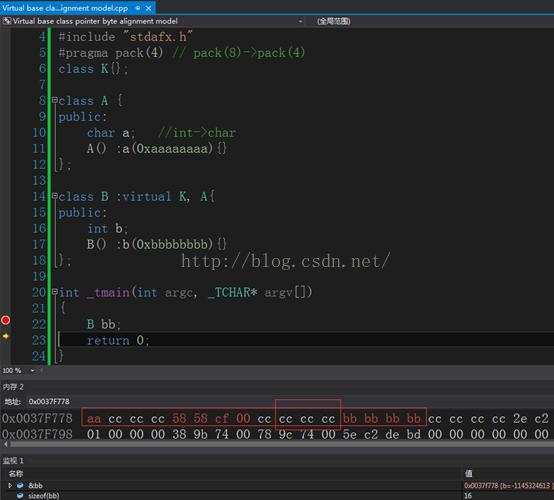 Virtual base cla...ignment model.cpp
Virtual base class pointer byte alignment model
(全局范围)
4 #include "stdafx.h"
5 #pragma pack(4) // pack(8)->pack(4)
6 class K{};
7
8 class A {
9 public:
10 char a; //int->char
11 A() :a(0xaaaaaaaa){}
12 };
13
14 class B :virtual K, A{
15 public:
16 int b;
17 B() :b(0xbbbbbbbb){}
18 };
19
20 int _tmain(int argc, _TCHAR* argv[])
21 {
22 B bb;
23 return 0;
24 }
http://blog.csdn.net/
100 %
内存 2
地址: 0x0037F778
0x0037F778 aa cc cc cc 58 58 cf 00 cc cc cc cc bb bb bb bb cc cc cc cc 2e c2
0x0037F798 01 00 00 00 38 9b 74 00 78 9c 74 00 5e c2 de bd 00 00 00 00 00 00
监视 1
名称 值
&bb 0x0037f778 {b=-1145324613 }
sizeof(bb) 16